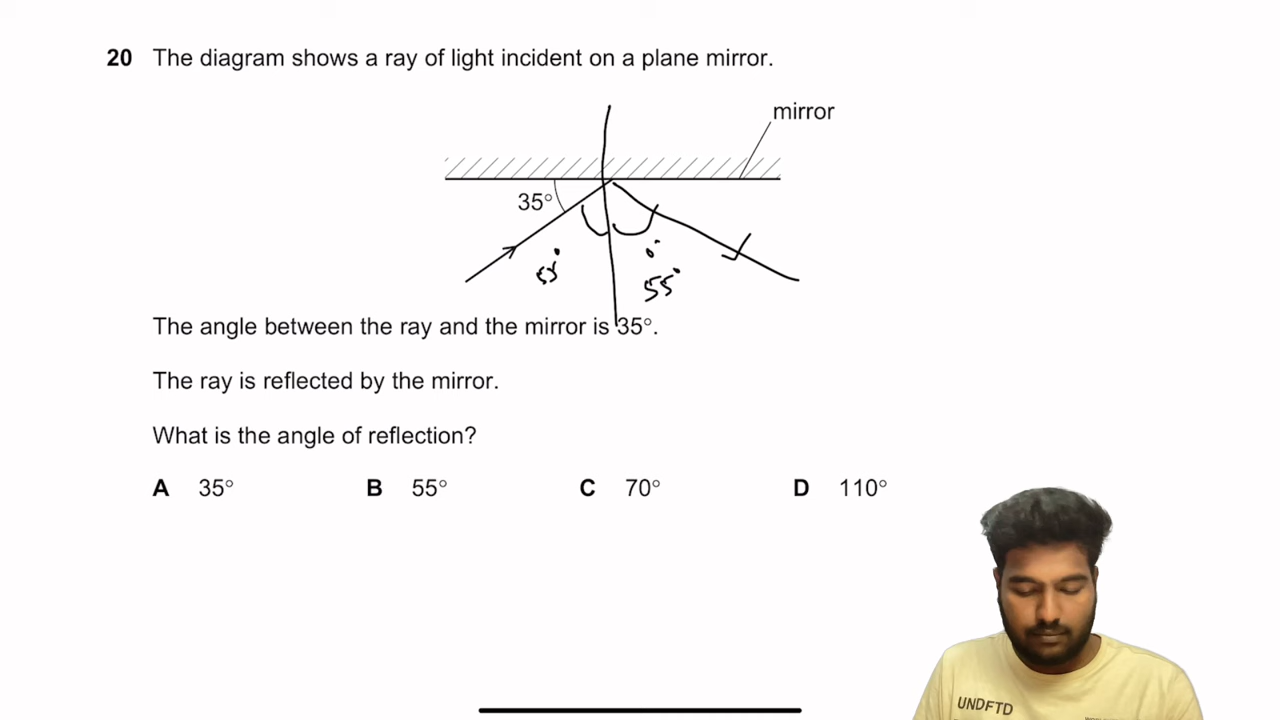 20 The diagram shows a ray of light incident on a plane mirror.
mirror
35°
55°
55°
The angle between the ray and the mirror is 35°.
The ray is reflected by the mirror.
What is the angle of reflection?
A 35° B 55° C 70° D 110°
UNDFTD